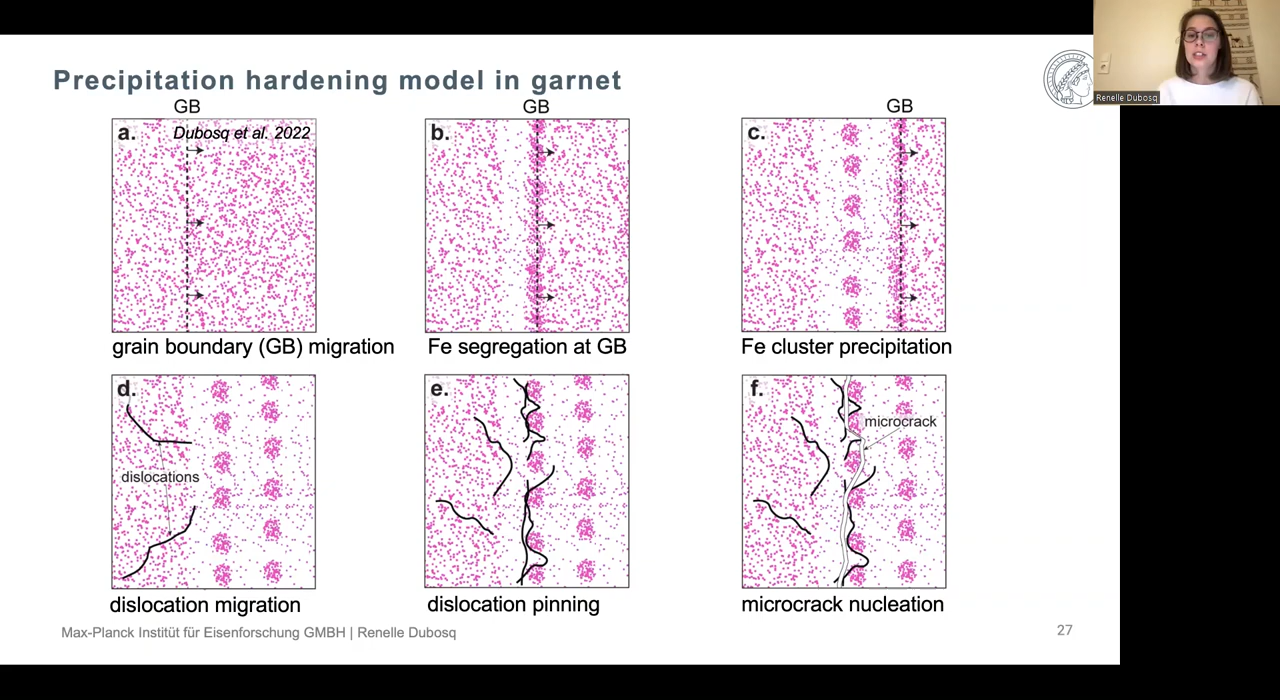 Precipitation hardening model in garnet
Renelle Dubosq
GB
GB
GB
a.
Dubosq et al. 2022
b.
c.
grain boundary (GB) migration
Fe segregation at GB
Fe cluster precipitation
d.
dislocations
e.
f.
microcrack
dislocation migration
dislocation pinning
microcrack nucleation
Max-Planck Institüt für Eisenforschung GMBH | Renelle Dubosq
27